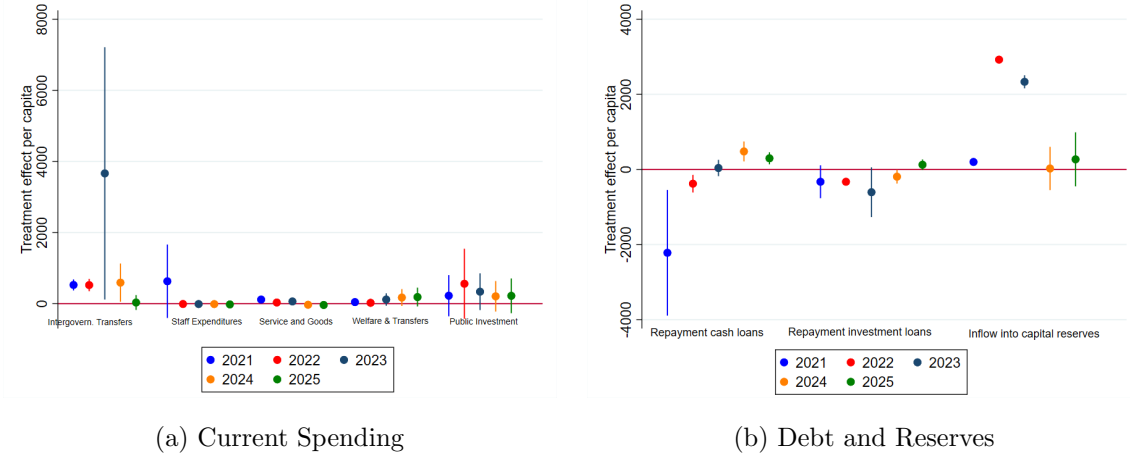 Treatment effect per capita
8000
6000
4000
2000
0
Intergovern. Transfers Staff Expenditures Service and Goods Welfare & Transfers Public Investment
2021 2022 2023
2024 2025
(a) Current Spending
Treatment effect per capita
4000
2000
0
-2000
-4000
Repayment cash loans Repayment investment loans Inflow into capital reserves
2021 2022 2023
2024 2025
(b) Debt and Reserves